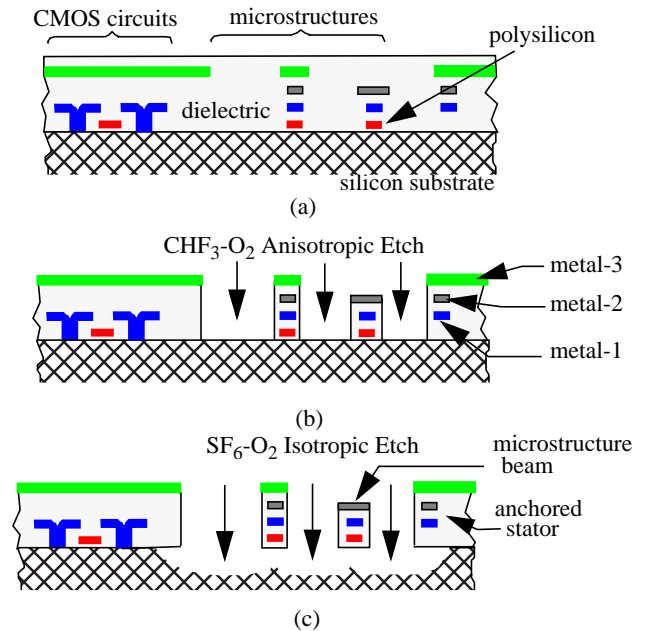 CMOS circuits
microstructures
polysilicon
dielectric
silicon substrate
(a)
CHF3-O2 Anisotropic Etch
metal-3
metal-2
metal-1
(b)
SF6-O2 Isotropic Etch
microstructure
beam
anchored
stator
(c)